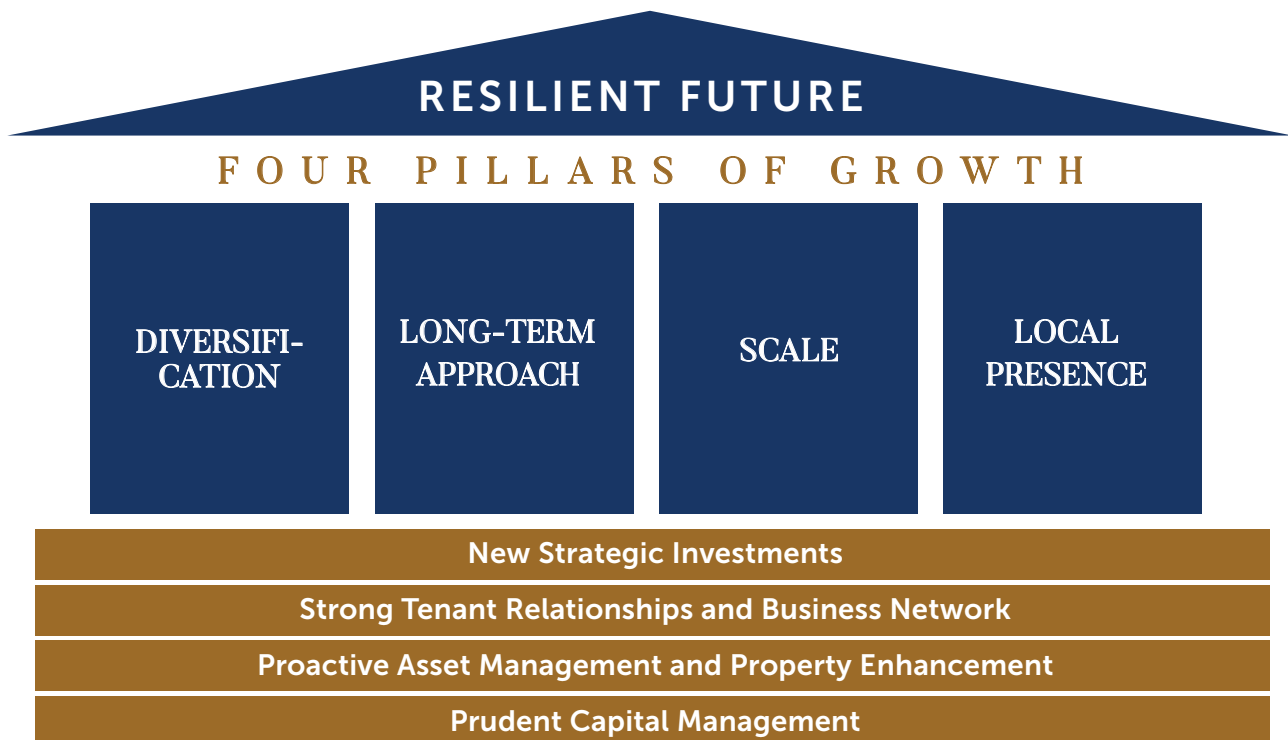 RESILIENT FUTURE
FOUR PILLARS OF GROWTH
DIVERSIFI-
CATION
LONG-TERM
APPROACH
SCALE
LOCAL
PRESENCE
New Strategic Investments
Strong Tenant Relationships and Business Network
Proactive Asset Management and Property Enhancement
Prudent Capital Management